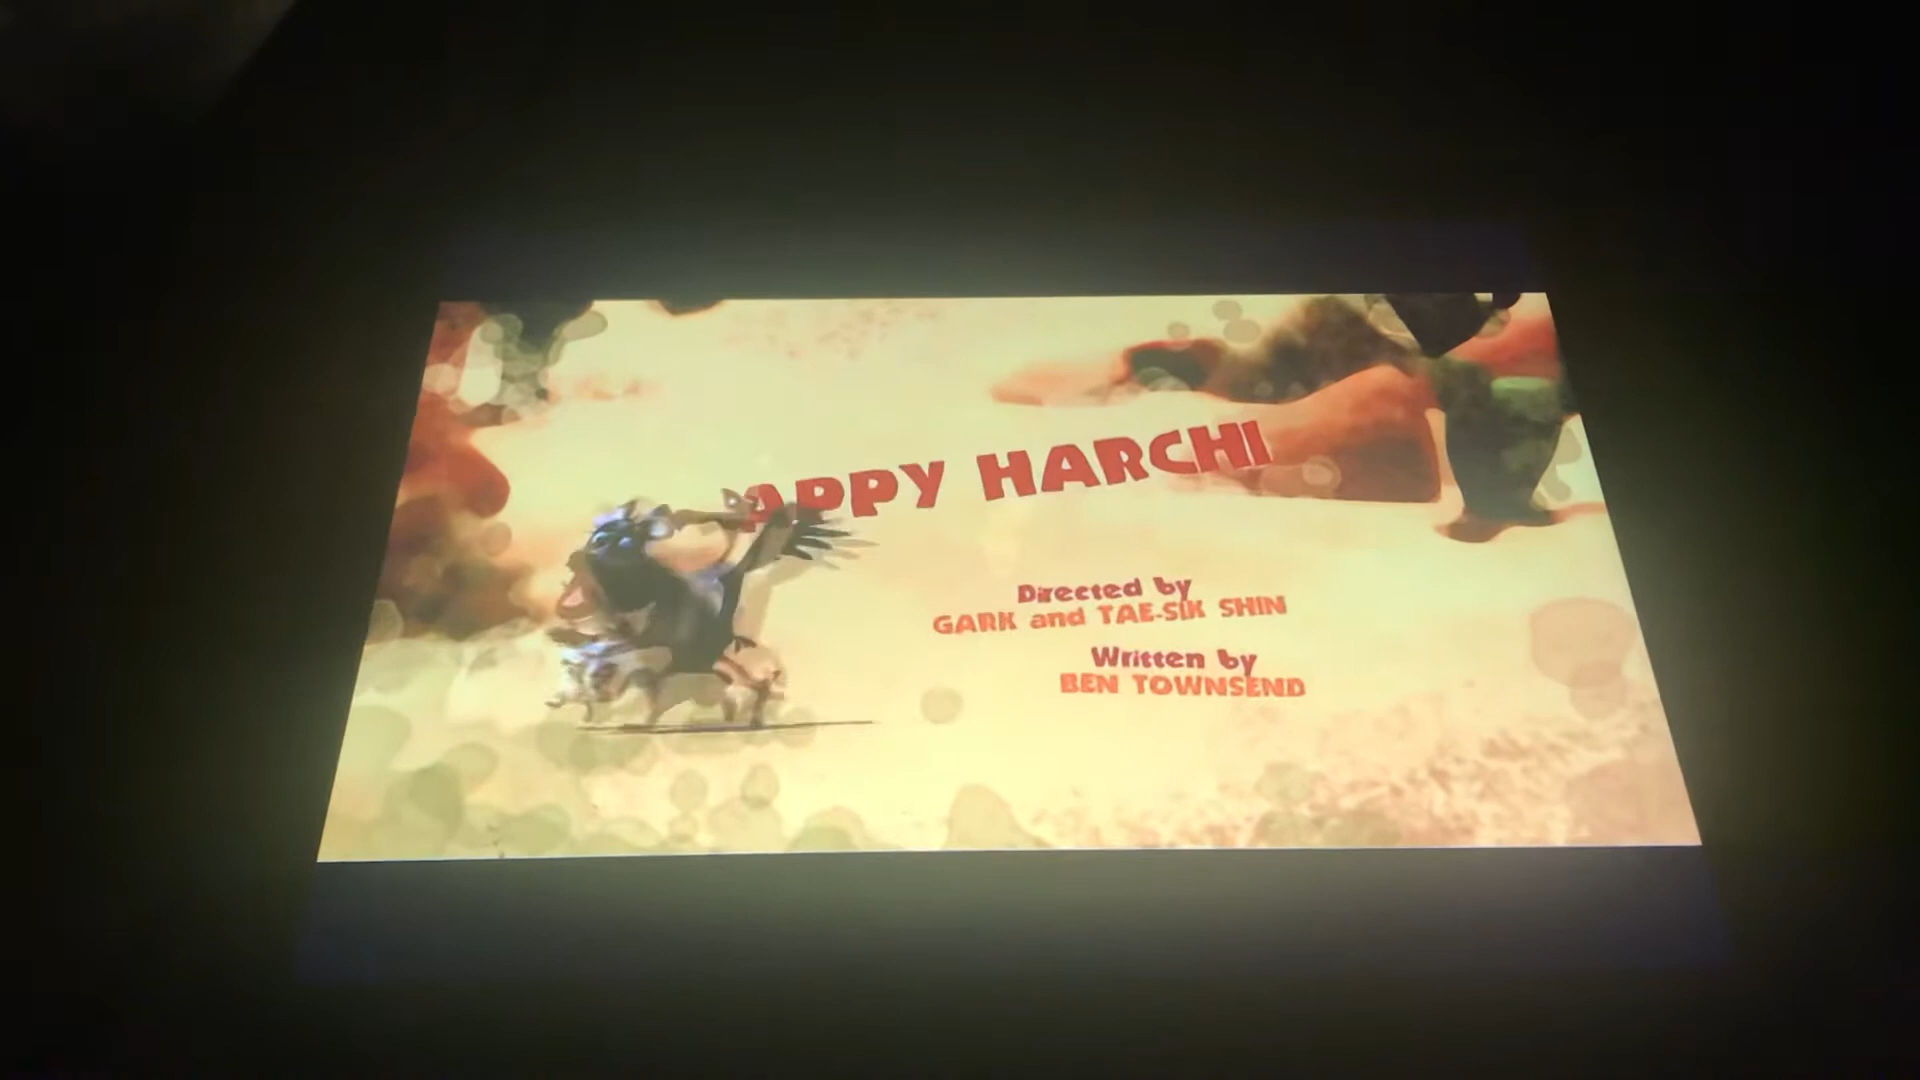 APPY HARCHI
Directed by
GARK and TAE-SIK SHIN
Written by
BEN TOWNSEND